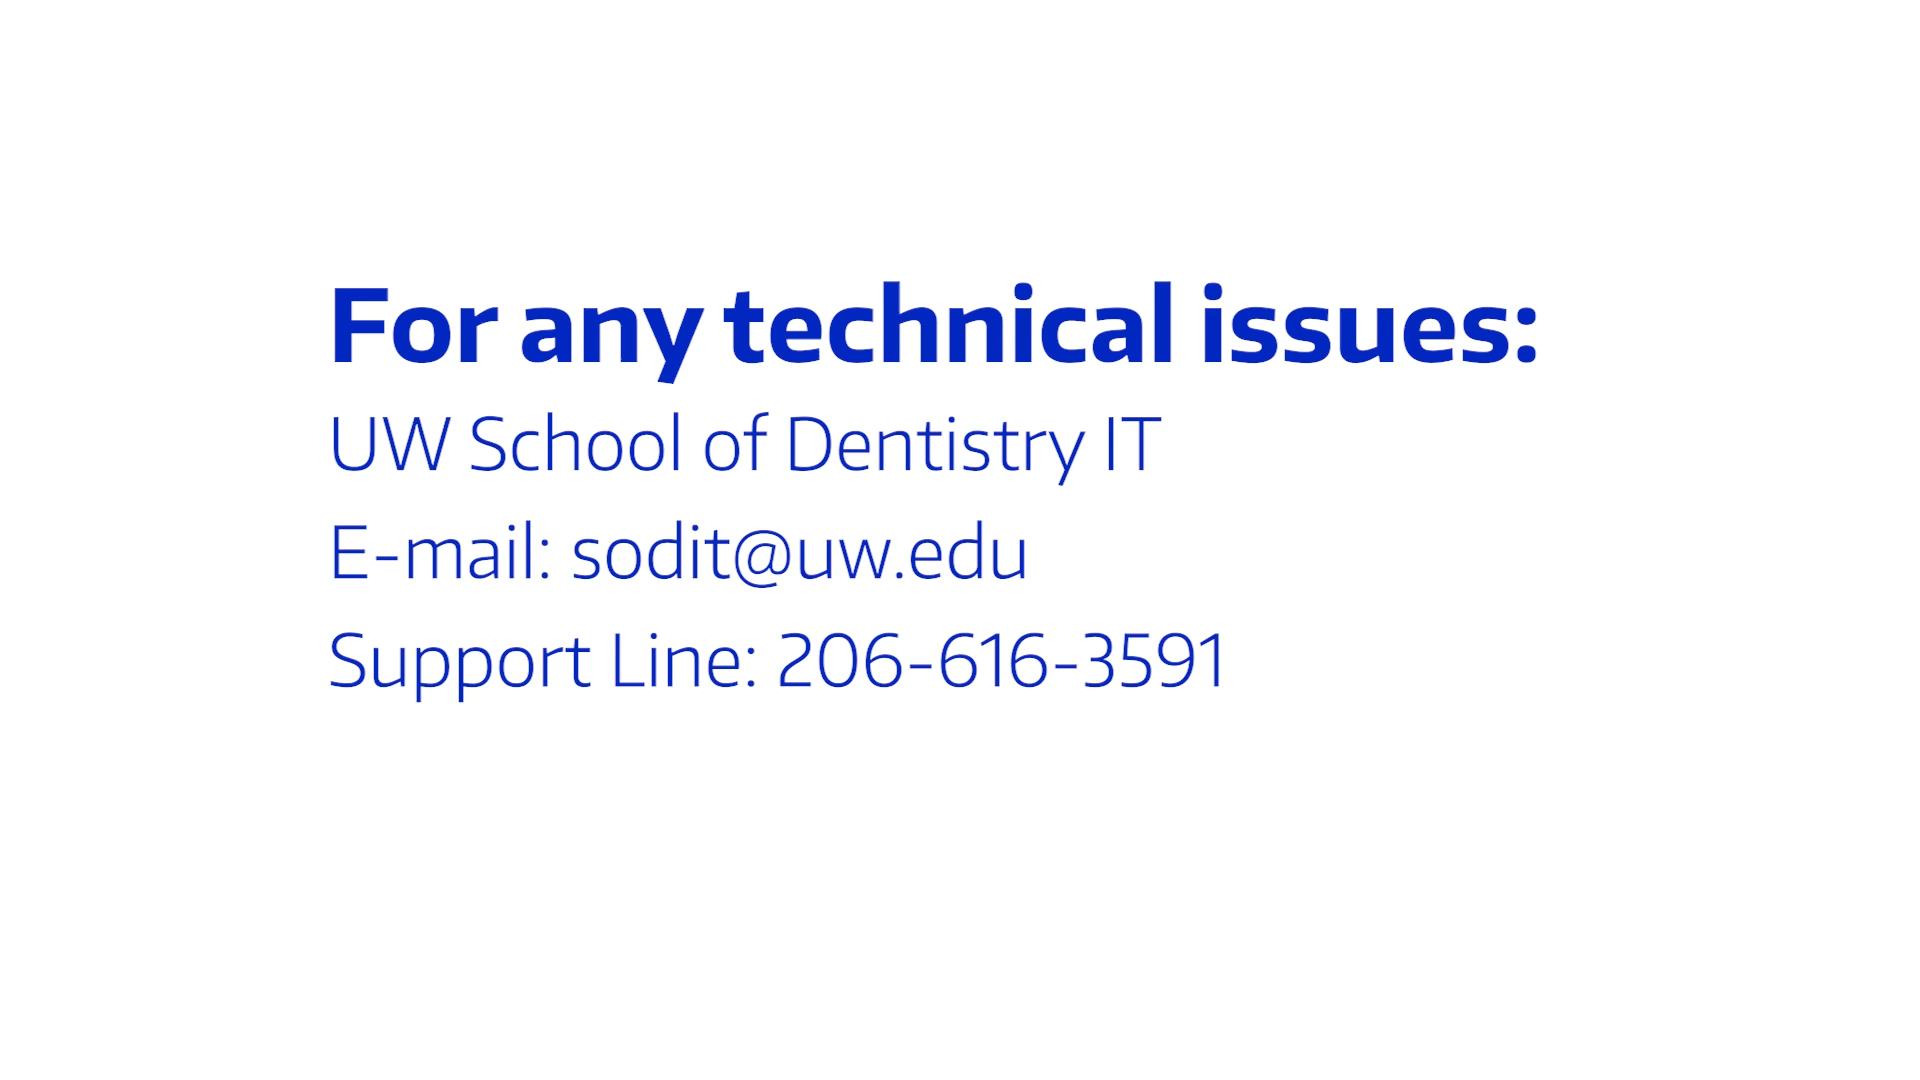 For any technical issues:
UW School of Dentistry IT
E-mail: sodit@uw.edu
Support Line: 206-616-3591